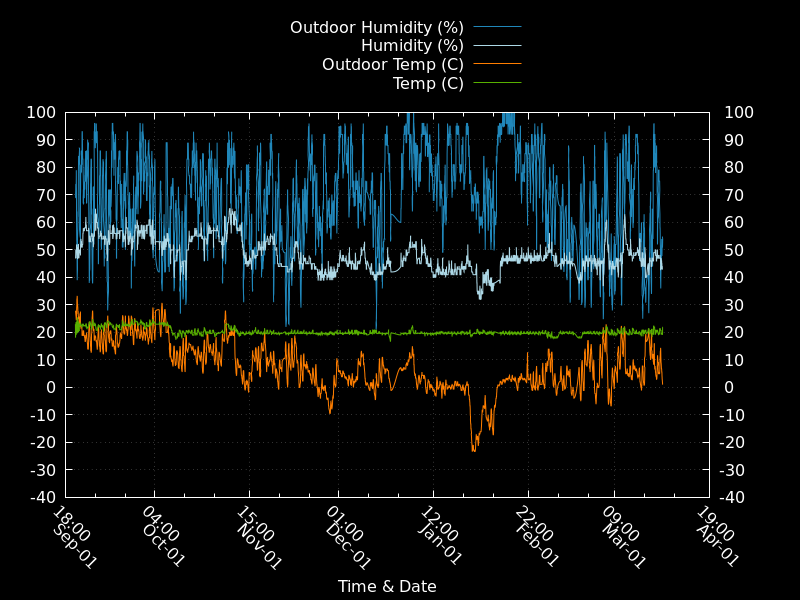 Outdoor Humidity (%)
Humidity (%)
Outdoor Temp (C)
Temp (C)
100 100
90 90
80 80
70 70
60 60
50 50
40 40
30 30
20 20
10 10
0 0
-10 -10
-20 -20
-30 -30
-40 -40
18:00 04:00 15:00 01:00 12:00 22:00 09:00 19:00
Sep-01 Oct-01 Nov-01 Dec-01 Jan-01 Feb-01 Mar-01 Apr-01
Time & Date